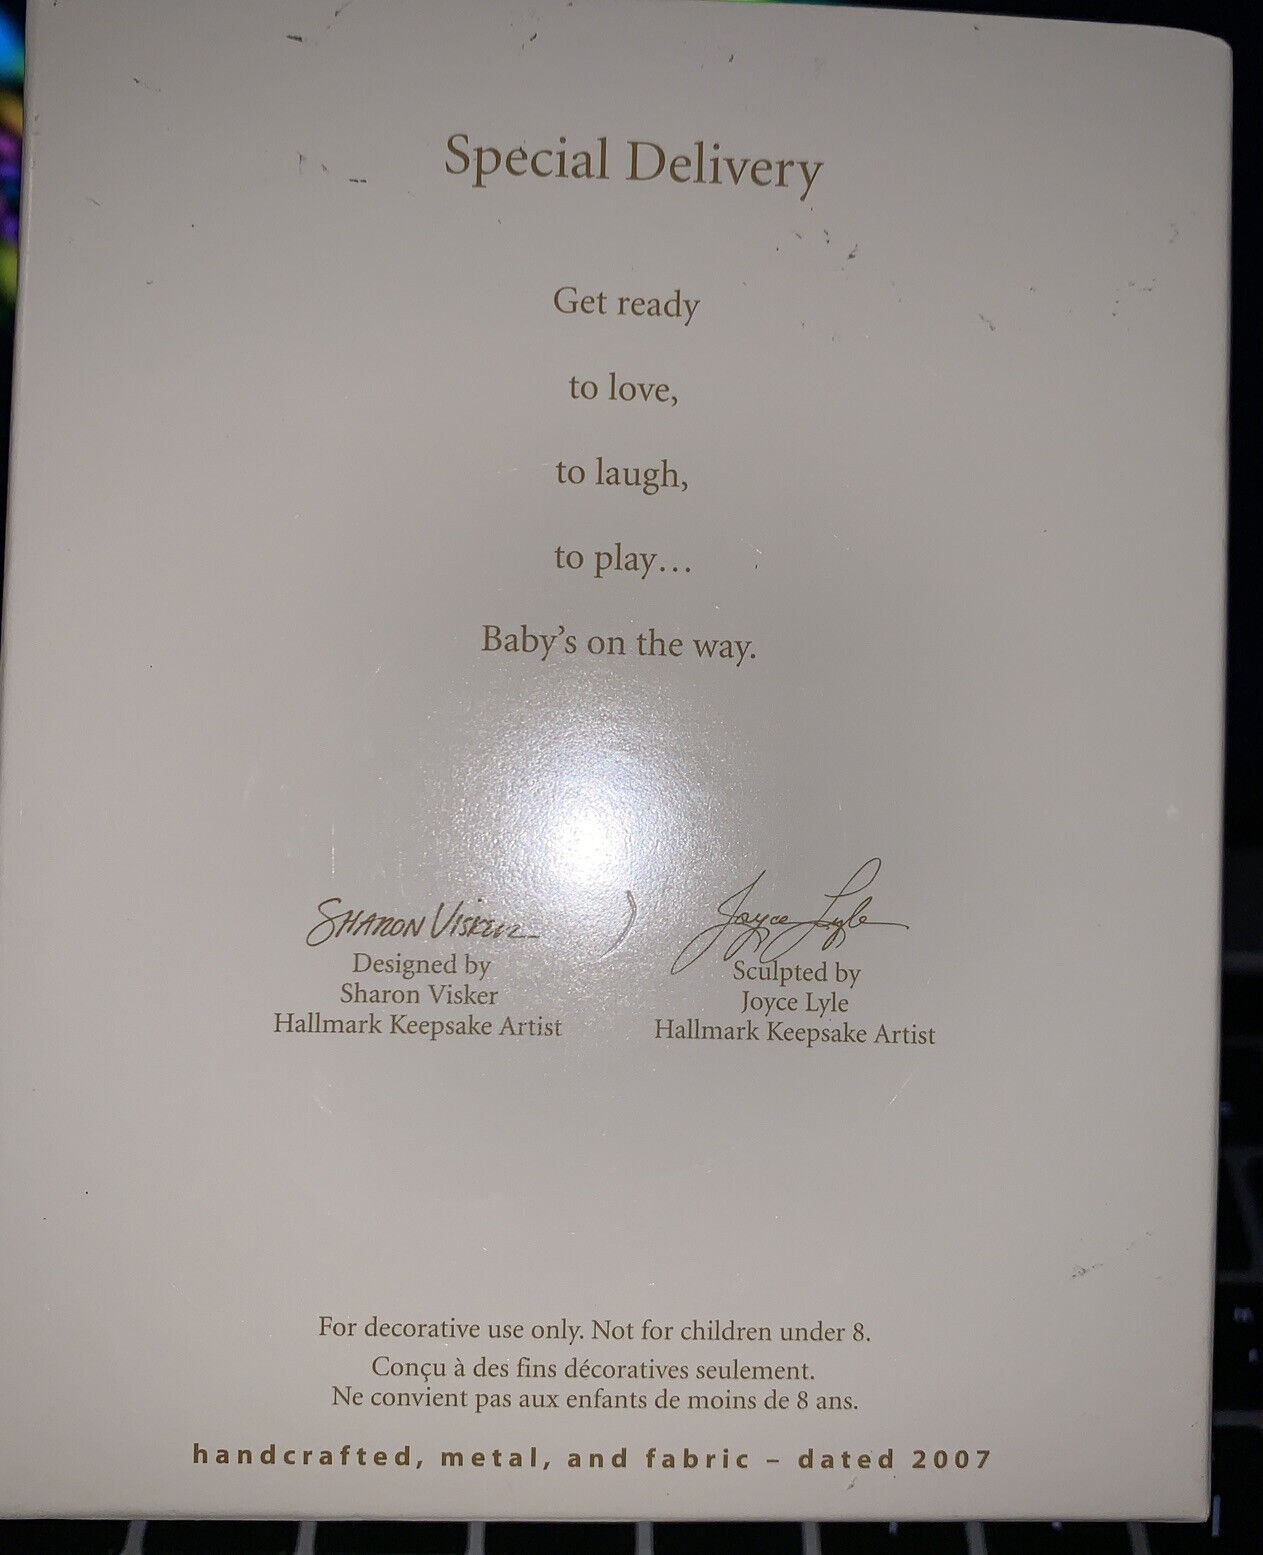 Special Delivery
Get ready
to love,
to laugh,
to play...
Baby's on the way.
SHARON VISKER
Designed by
Sharon Visker
Hallmark Keepsake Artist
Joyce Lyle
Sculpted by
Joyce Lyle
Hallmark Keepsake Artist
For decorative use only. Not for children under 8.
Conçu à des fins décoratives seulement.
Ne convient pas aux enfants de moins de 8 ans.
handcrafted, metal, and fabric – dated 2007